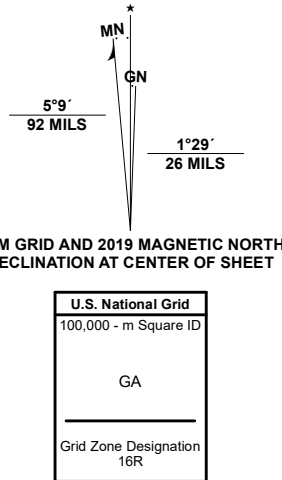 ★
MN
GN
5°9´
92 MILS
1°29´
26 MILS
M GRID AND 2019 MAGNETIC NORTH
ECLINATION AT CENTER OF SHEET
U.S. National Grid
100,000 - m Square ID
GA
Grid Zone Designation
16R